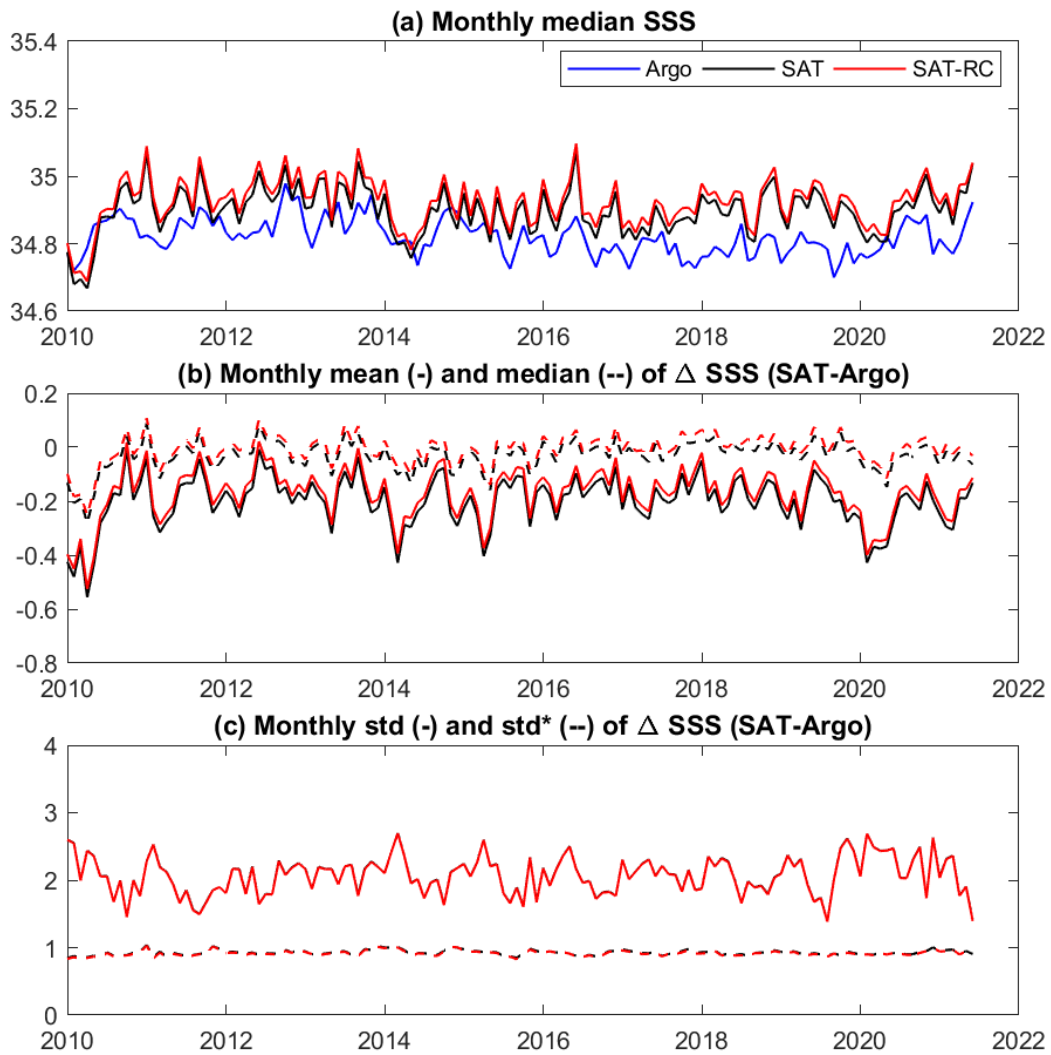 (a) Monthly median SSS
35.4
35.2
35
34.8
34.6
Argo SAT SAT-RC
2010 2012 2014 2016 2018 2020 2022
(b) Monthly mean (-) and median (--) of Δ SSS (SAT-Argo)
0.2
0
-0.2
-0.4
-0.6
-0.8
2010 2012 2014 2016 2018 2020 2022
(c) Monthly std (-) and std* (--) of Δ SSS (SAT-Argo)
4
3
2
1
0
2010 2012 2014 2016 2018 2020 2022